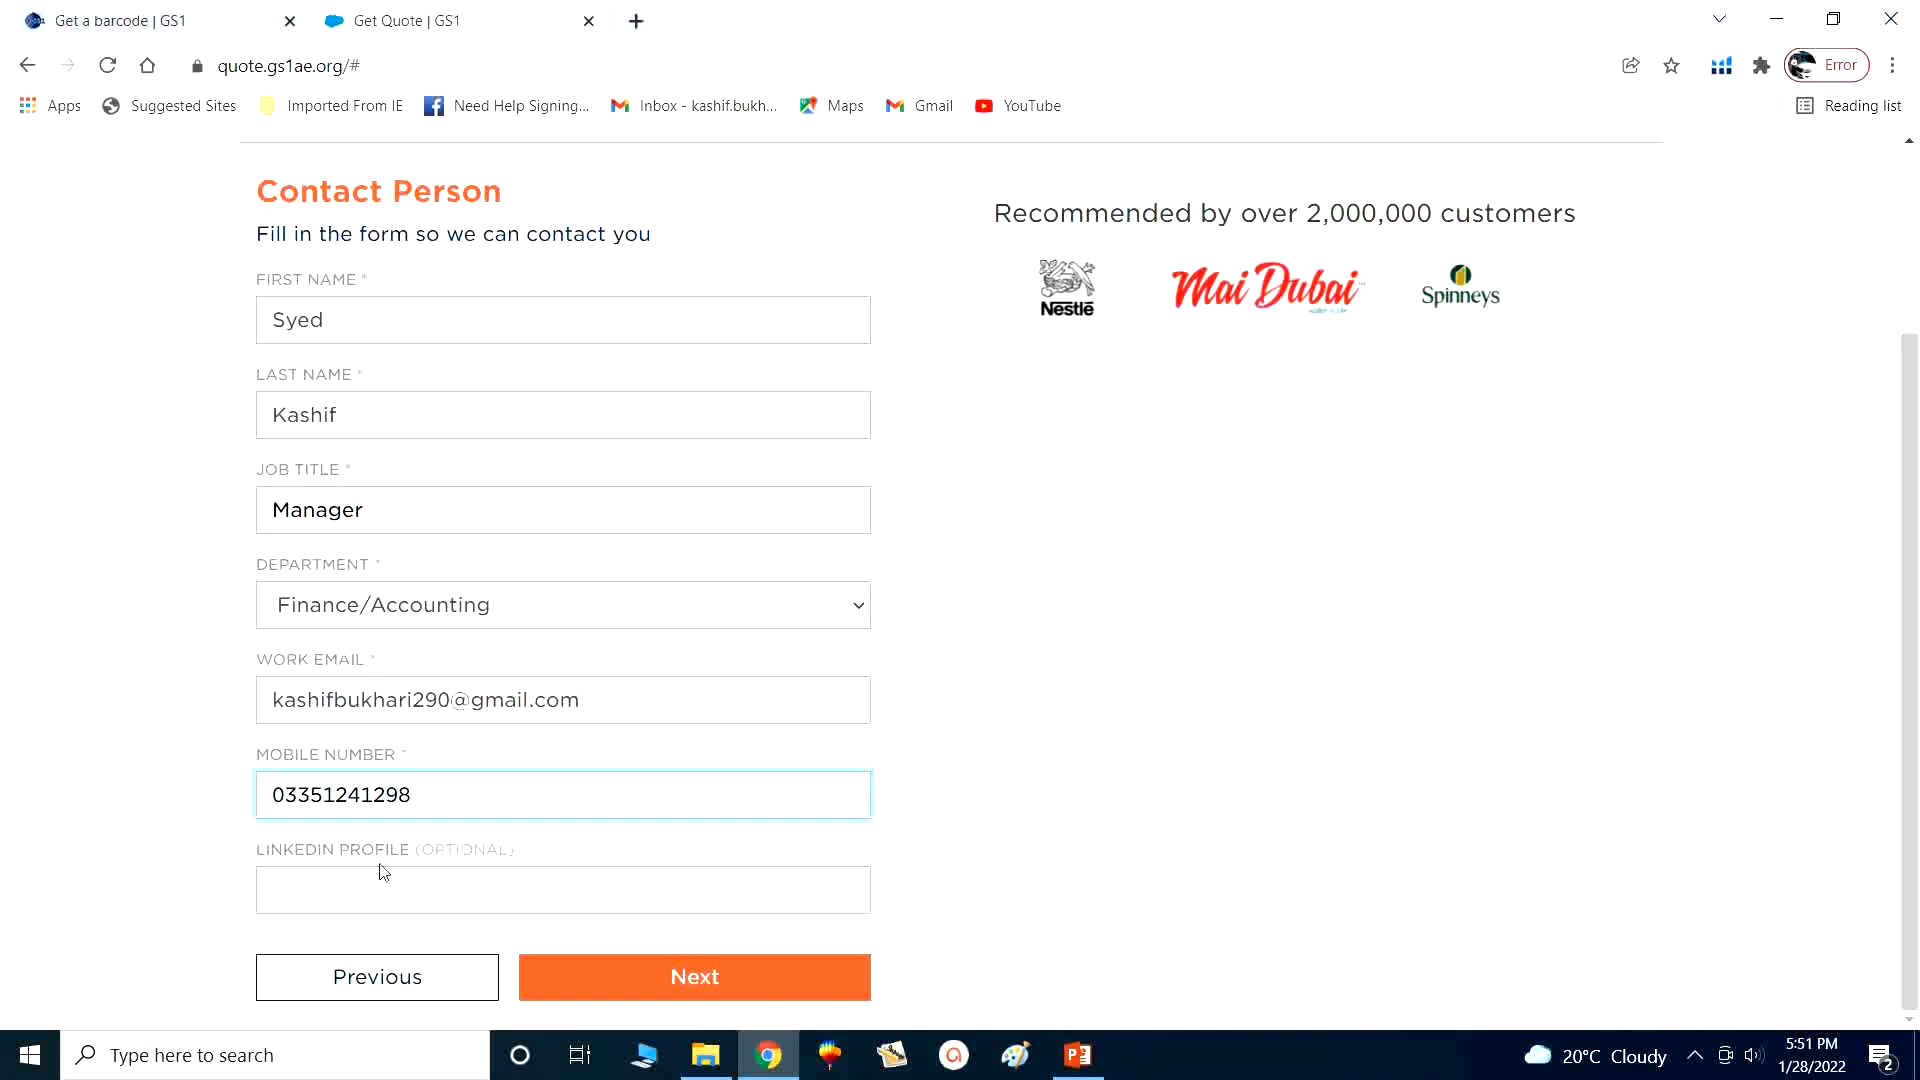 Get a barcode | GS1
Get Quote | GS1
quote.gs1ae.org/#
Error
Apps
Suggested Sites
Imported From IE
Need Help Signing...
Inbox - kashif.bukh...
Maps
Gmail
YouTube
Reading list
Contact Person
Fill in the form so we can contact you
Recommended by over 2,000,000 customers
Nestlé
Mai Dubai
Spinneys
FIRST NAME *
Syed
LAST NAME *
Kashif
JOB TITLE *
Manager
DEPARTMENT *
Finance/Accounting
WORK EMAIL *
kashifbukhari290@gmail.com
MOBILE NUMBER *
03351241298
LINKEDIN PROFILE (OPTIONAL)
Previous
Next
Type here to search
20°C Cloudy
5:51 PM
1/28/2022
2